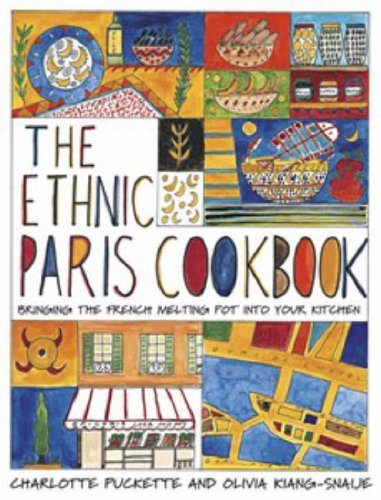 THE
ETHNIC
PARIS COOKBOOK
BRINGING THE FRENCH MELTING POT INTO YOUR KITCHEN
CHARLOTTE PUCKETTE AND OLIVIA KIANG-SNAIJE